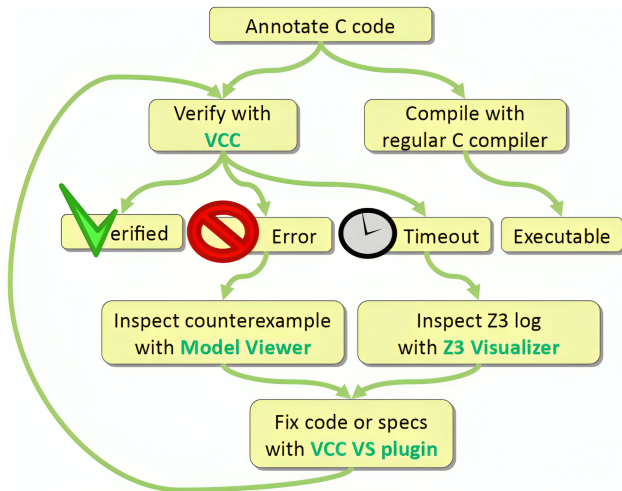 Annotate C code
Verify with
VCC
Compile with
regular C compiler
erified
Error
Timeout
Executable
Inspect counterexample
with Model Viewer
Inspect Z3 log
with Z3 Visualizer
Fix code or specs
with VCC VS plugin